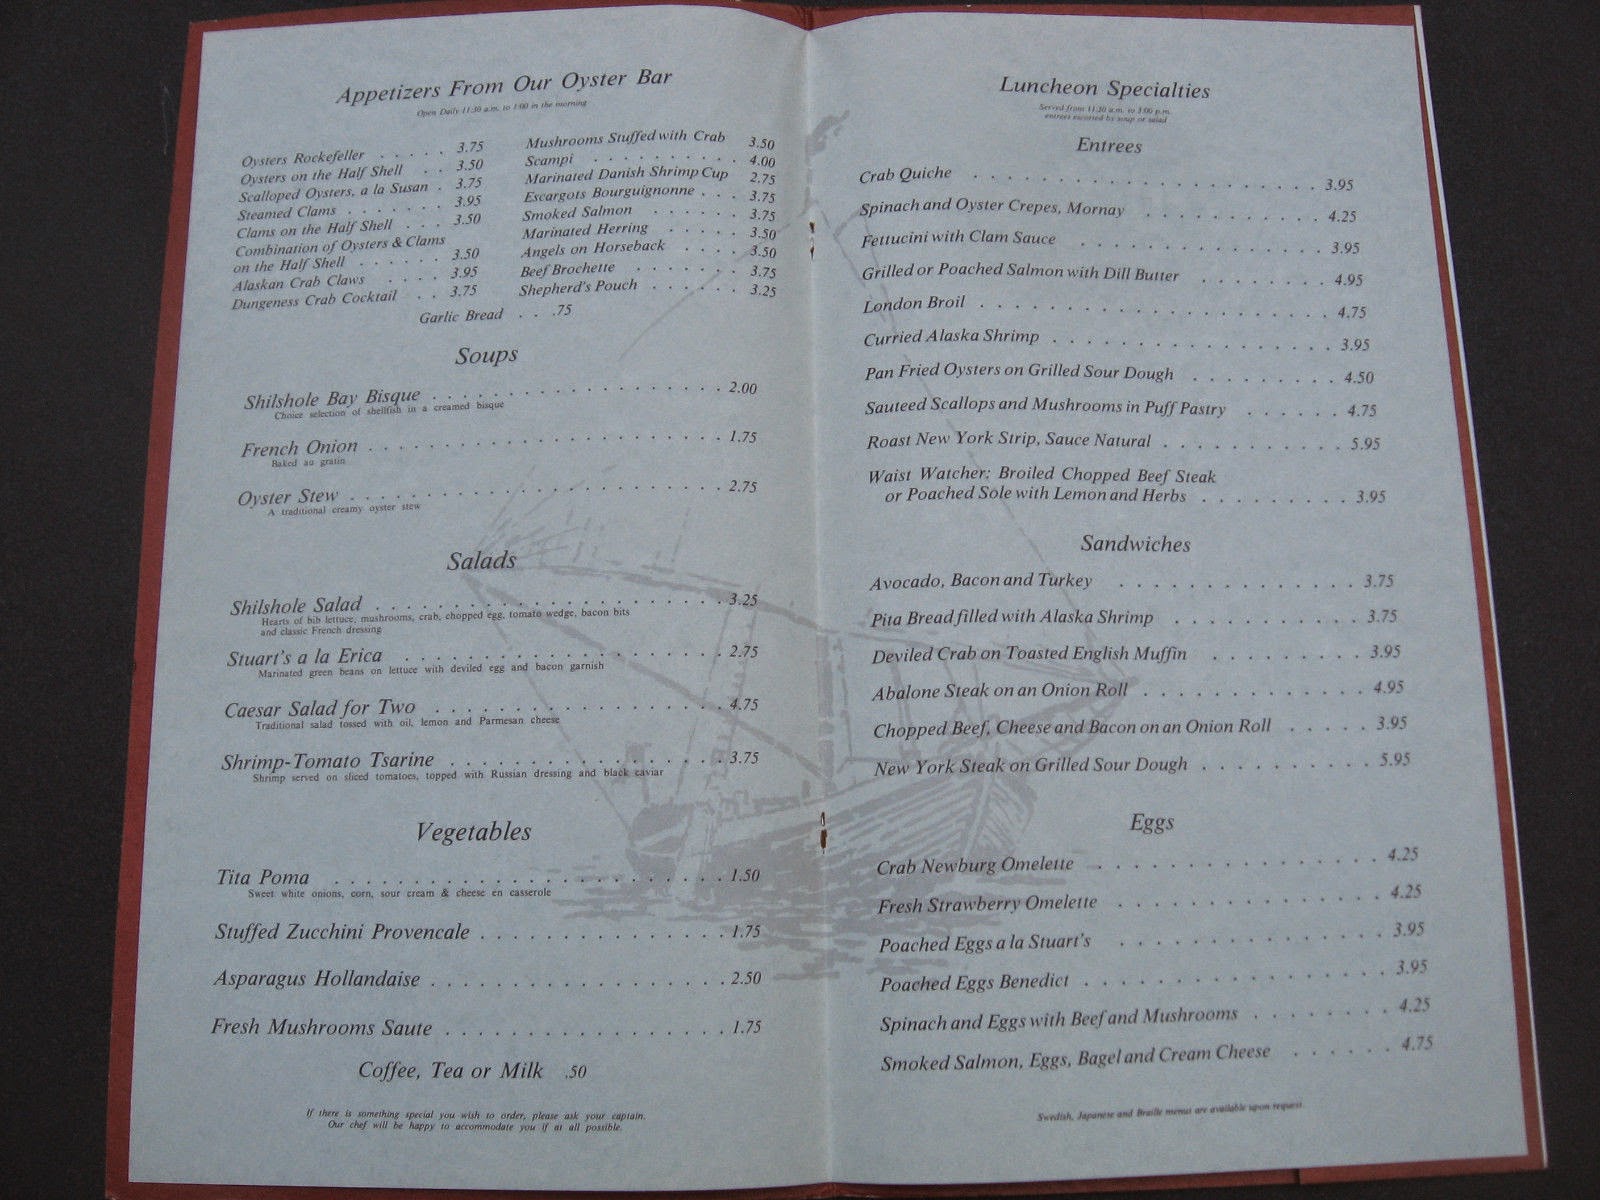 Appetizers From Our Oyster Bar
Open Daily 11:30 a.m. to 1:00 in the morning
Oysters Rockefeller . . . . . 3.75
Oysters on the Half Shell . . 3.50
Scalloped Oysters, a la Susan . 3.75
Steamed Clams . . . . . . . 3.95
Clams on the Half Shell . . . 3.50
Combination of Oysters & Clams
on the Half Shell . . . . . . 3.50
Alaskan Crab Claws . . . . 3.95
Dungeness Crab Cocktail . . 3.75
Mushrooms Stuffed with Crab 3.50
Scampi . . . . . . . . . . 4.00
Marinated Danish Shrimp Cup 2.75
Escargots Bourguignonne . . . 3.75
Smoked Salmon . . . . . . 3.75
Marinated Herring . . . . . 3.50
Angels on Horseback . . . . 3.50
Beef Brochette . . . . . . . 3.75
Shepherd's Pouch . . . . . . 3.25
Garlic Bread . . . .75
Soups
Shilshole Bay Bisque . . . . . . . . . . . . . . . . . . 2.00
Choice selection of shellfish in a creamed bisque
French Onion . . . . . . . . . . . . . . . . . . . . . . 1.75
Baked au gratin
Oyster Stew . . . . . . . . . . . . . . . . . . . . . . . 2.75
A traditional creamy oyster stew
Salads
Shilshole Salad . . . . . . . . . . . . . . . . . . . . . 3.25
Hearts of bib lettuce, mushrooms, crab, chopped egg, tomato wedge, bacon bits
and classic French dressing
Stuart's a la Erica . . . . . . . . . . . . . . . . . . . 2.75
Marinated green beans on lettuce with deviled egg and bacon garnish
Caesar Salad for Two . . . . . . . . . . . . . . . . . . 4.75
Traditional salad tossed with oil, lemon and Parmesan cheese
Shrimp-Tomato Tsarine . . . . . . . . . . . . . . . . . 3.75
Shrimp served on sliced tomatoes, topped with Russian dressing and black caviar
Vegetables
Tita Poma . . . . . . . . . . . . . . . . . . . . . . . 1.50
Sweet white onions, corn, sour cream & cheese en casserole
Stuffed Zucchini Provencale . . . . . . . . . . . . . . . 1.75
Asparagus Hollandaise . . . . . . . . . . . . . . . . . . 2.50
Fresh Mushrooms Saute . . . . . . . . . . . . . . . . . 1.75
Coffee, Tea or Milk .50
If there is something special you wish to order, please ask your captain.
Our chef will be happy to accommodate you if at all possible.
Luncheon Specialties
Served from 11:30 a.m. to 3:00 p.m.
entrees escorted by soup or salad
Entrees
Crab Quiche . . . . . . . . . . . . . . . . . . . . . 3.95
Spinach and Oyster Crepes, Mornay . . . . . . . . . . . 4.25
Fettucini with Clam Sauce . . . . . . . . . . . . . . . 3.95
Grilled or Poached Salmon with Dill Butter . . . . . . . . 4.95
London Broil . . . . . . . . . . . . . . . . . . . . . 4.75
Curried Alaska Shrimp . . . . . . . . . . . . . . . . . 3.95
Pan Fried Oysters on Grilled Sour Dough . . . . . . . . . 4.50
Sauteed Scallops and Mushrooms in Puff Pastry . . . . . . 4.75
Roast New York Strip, Sauce Natural . . . . . . . . . . . 5.95
Waist Watcher: Broiled Chopped Beef Steak
or Poached Sole with Lemon and Herbs . . . . . . . . . 3.95
Sandwiches
Avocado, Bacon and Turkey . . . . . . . . . . . . . . 3.75
Pita Bread filled with Alaska Shrimp . . . . . . . . . . . 3.75
Deviled Crab on Toasted English Muffin . . . . . . . . . 3.95
Abalone Steak on an Onion Roll . . . . . . . . . . . . . 4.95
Chopped Beef, Cheese and Bacon on an Onion Roll . . . . . 3.95
New York Steak on Grilled Sour Dough . . . . . . . . . . 5.95
Eggs
Crab Newburg Omelette . . . . . . . . . . . . . . . . 4.25
Fresh Strawberry Omelette . . . . . . . . . . . . . . . 4.25
Poached Eggs a la Stuart's . . . . . . . . . . . . . . . 3.95
Poached Eggs Benedict . . . . . . . . . . . . . . . . . 3.95
Spinach and Eggs with Beef and Mushrooms . . . . . . . . 4.25
Smoked Salmon, Eggs, Bagel and Cream Cheese . . . . . . 4.75
Swedish, Japanese and Braille menus are available upon request